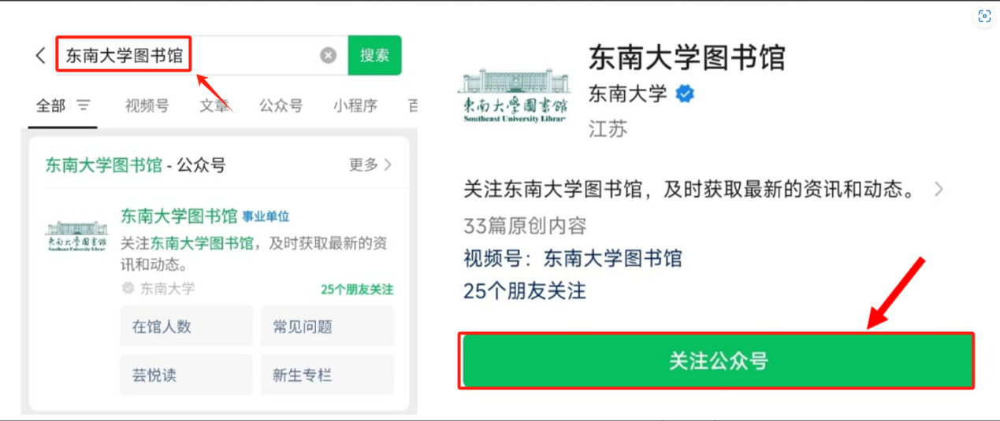 东南大学图书馆
搜索
全部
视频号
文章
公众号
小程序
百
东南大学图书馆 - 公众号
更多
東南大學圖書館
Southeast University Library
东南大学图书馆 事业单位
关注东南大学图书馆，及时获取最新的资
讯和动态。
东南大学
25个朋友关注
在馆人数
常见问题
芸悦读
新生专栏
東南大學圖書館
Southeast University Library
东南大学图书馆
东南大学
江苏
关注东南大学图书馆，及时获取最新的资讯和动态。
33篇原创内容
视频号：东南大学图书馆
25个朋友关注
关注公众号